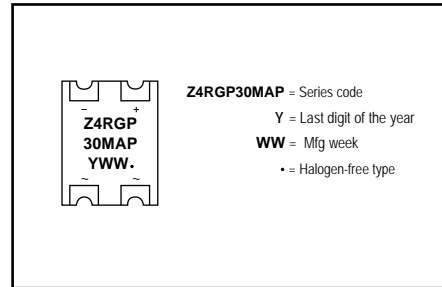 − +
Z4RGP
30MAP
YWW •
~ ~
Z4RGP30MAP = Series code
Y = Last digit of the year
WW = Mfg week
• = Halogen-free type